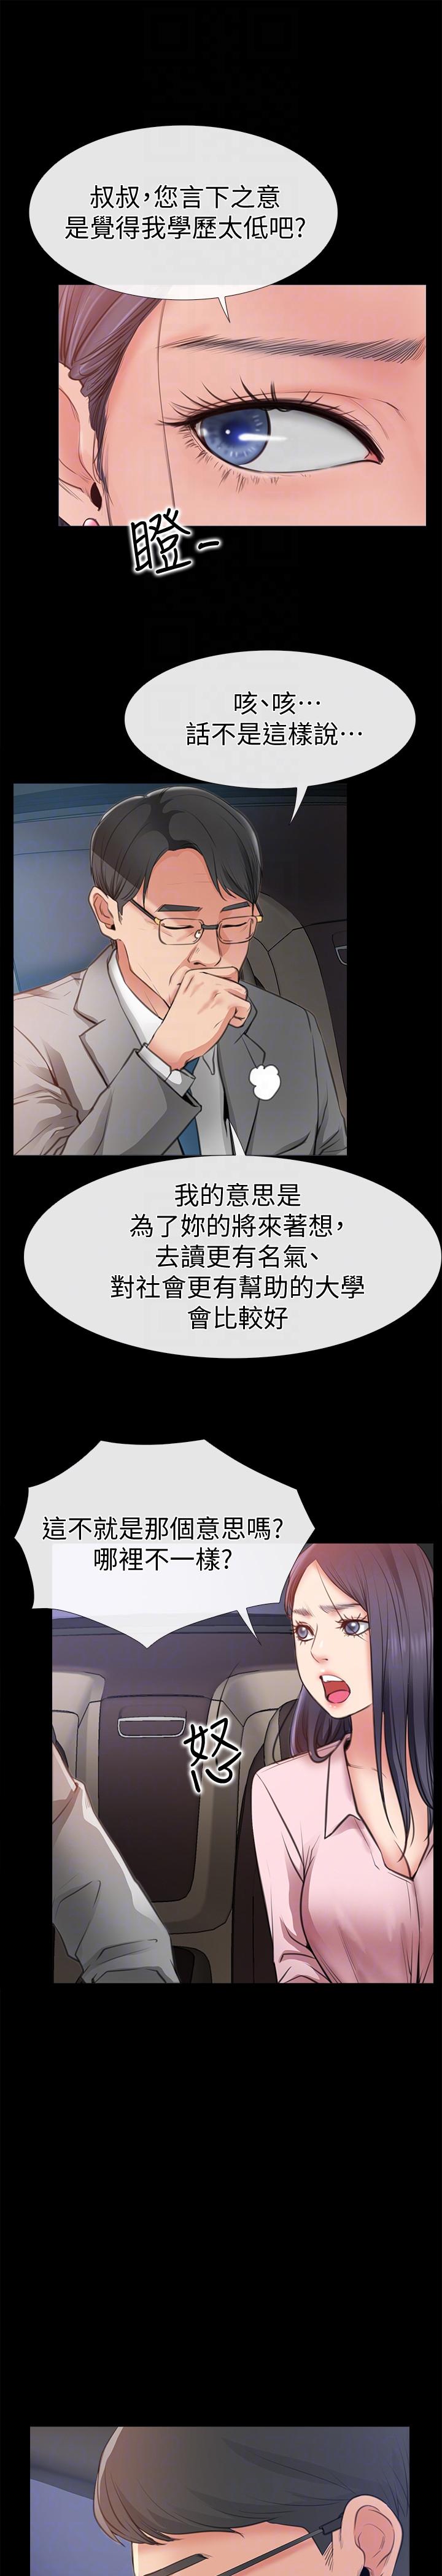 叔叔，您言下之意
是覺得我學歷太低吧?
瞪-
咳、咳…
話不是這樣說…
我的意思是
為了妳的將來著想，
去讀更有名氣、
對社會更有幫助的大學
會比較好
這不就是那個意思嗎?
哪裡不一樣?
怒